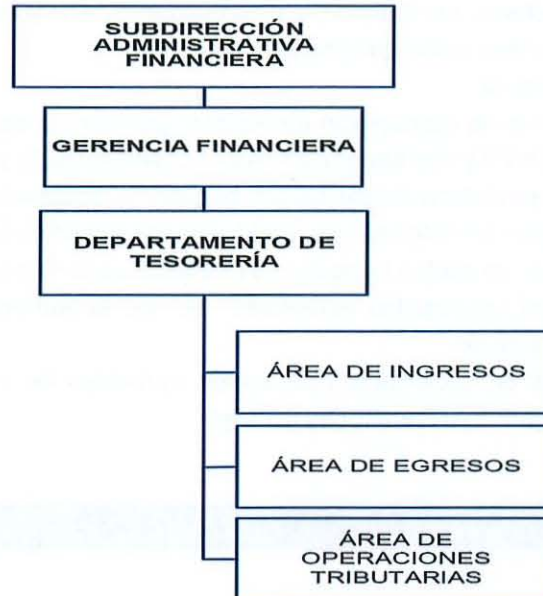 SUBDIRECCIÓN
ADMINISTRATIVA
FINANCIERA
GERENCIA FINANCIERA
DEPARTAMENTO DE
TESORERÍA
ÁREA DE INGRESOS
ÁREA DE EGRESOS
ÁREA DE
OPERACIONES
TRIBUTARIAS